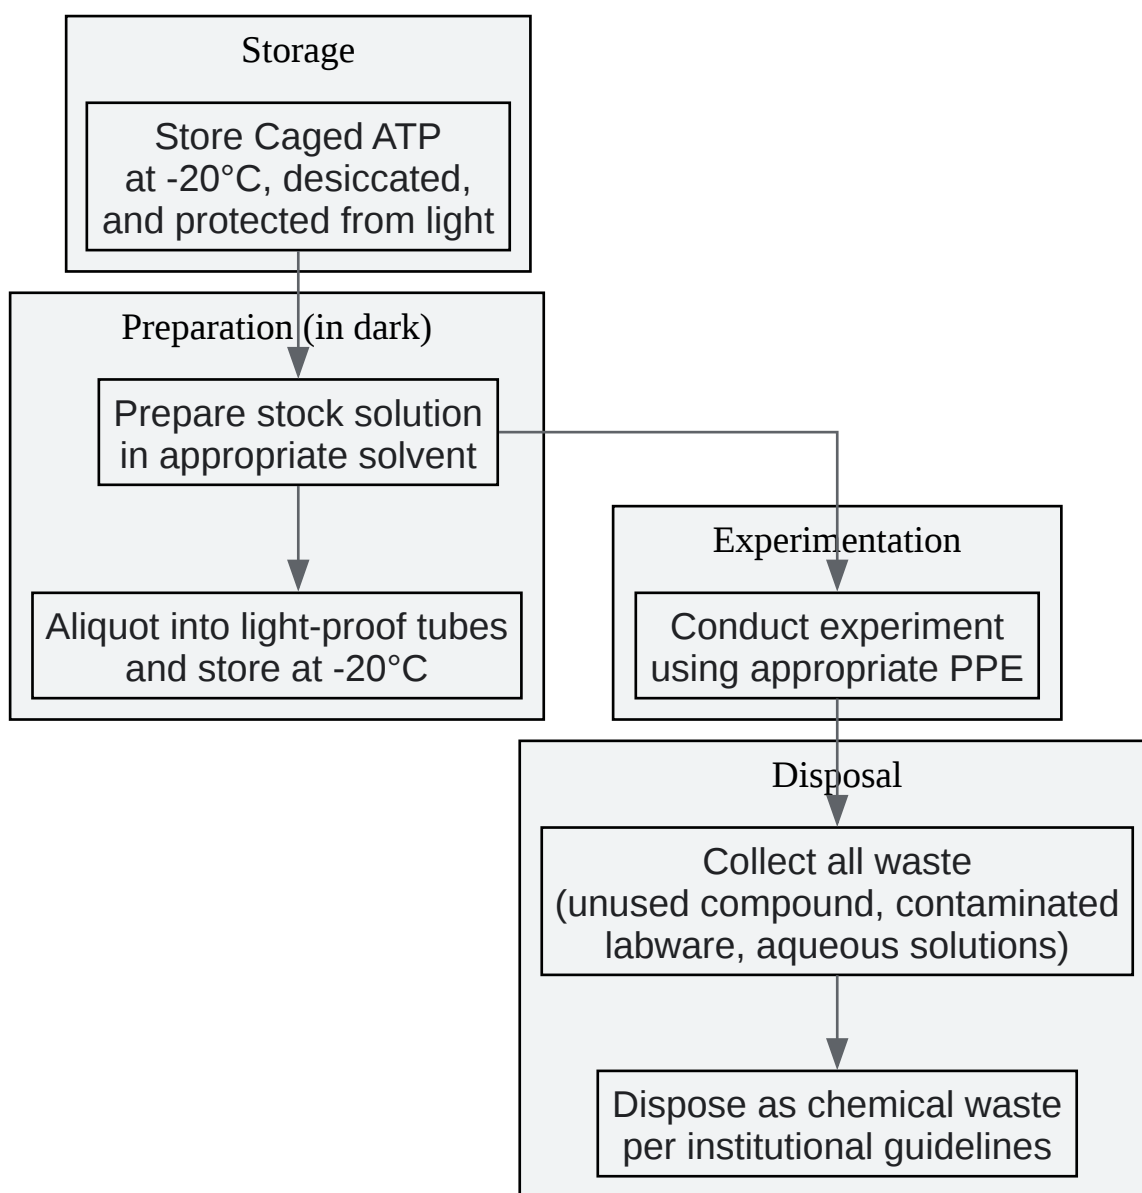 Storage
Store Caged ATP
at -20°C, desiccated,
and protected from light
Preparation (in dark)
Prepare stock solution
in appropriate solvent
Aliquot into light-proof tubes
and store at -20°C
Experimentation
Conduct experiment
using appropriate PPE
Disposal
Collect all waste
(unused compound, contaminated
labware, aqueous solutions)
Dispose as chemical waste
per institutional guidelines